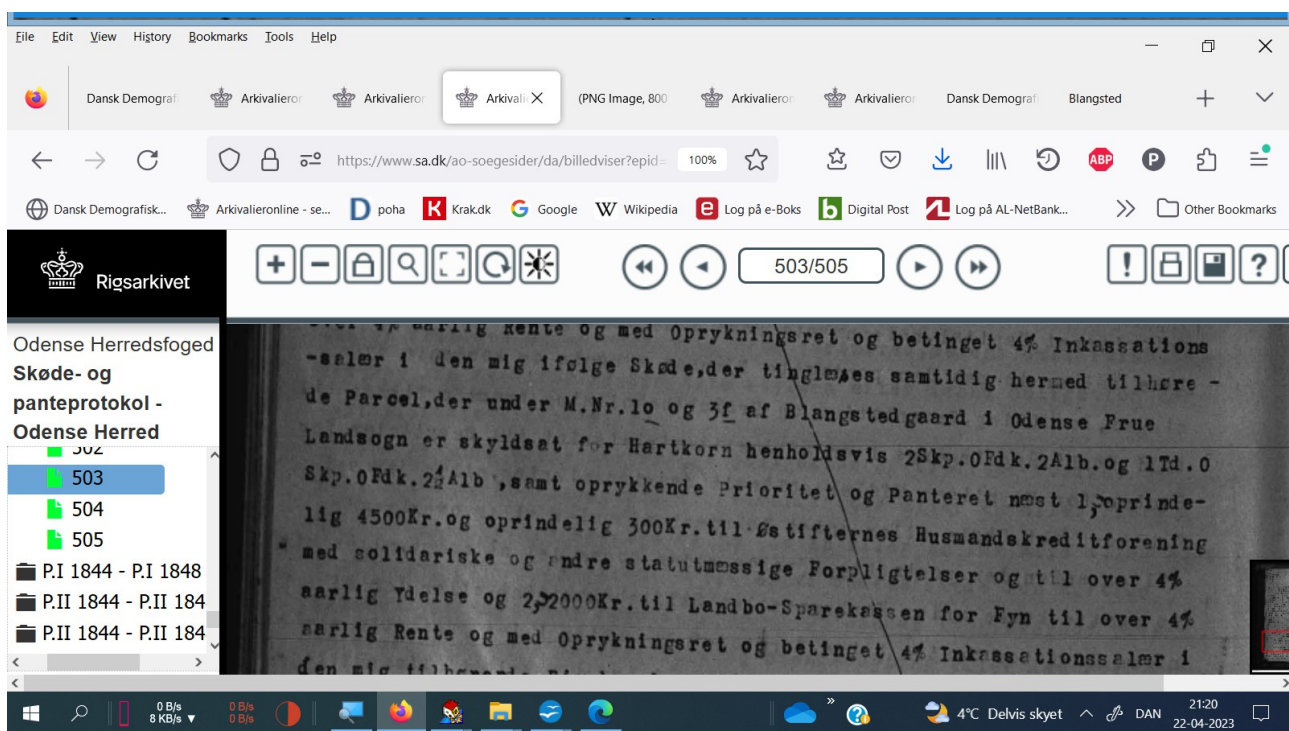 File Edit View History Bookmarks Tools Help
Dansk Demograf Arkivalieror Arkivalieror Arkivali (PNG Image, 800 Arkivalieror Arkivalieror Dansk Demograf Blangsted
https://www.sa.dk/ao-soegesider/da/billedviser?epid= 100% ABP P
Dansk Demografisk... Arkivalieronline - se... D poha K Krak.dk G Google W Wikipedia e Log på e-Boks b Digital Post Log på AL-NetBank... Other Bookmarks
Rigsarkivet
503/505
! ?
Odense Herredsfoged
Skøde- og
panteprotokol -
Odense Herred
502
503
504
505
P.I 1844 - P.I 1848
P.II 1844 - P.II 184
P.II 1844 - P.II 184
over 4% aarlig Rente og med Oprykningsret og betinget 4% Inkassations
-salær i den mig ifølge Skøde,der tinglæses samtidig hermed tilhøre -
de Parcel,der under M.Nr.1o og 3f af Blangstedgaard i Odense Frue
Landsogn er skyldsat for Hartkorn henholdsvis 2Skp.0Fdk.2Alb.og 1Td.0
Skp.0Fdk. ,samt oprykkende Prioritet og Panteret næst 1, oprinde-
lig 4500Kr.og oprindelig 300Kr.til Østifternes Husmandskreditforening
med solidariske og andre statutmæssige Forpligtelser og til over 4%
aarlig Ydelse og 2, 2000Kr.til Landbo-Sparekassen for Fyn til over 4%
aarlig Rente og med Oprykningsret og betinget 4% Inkassationssalær i
den mig
0 B/s
8 KB/s
0 B/s
0 B/s
4°C Delvis skyet DAN 21:20
22-04-2023